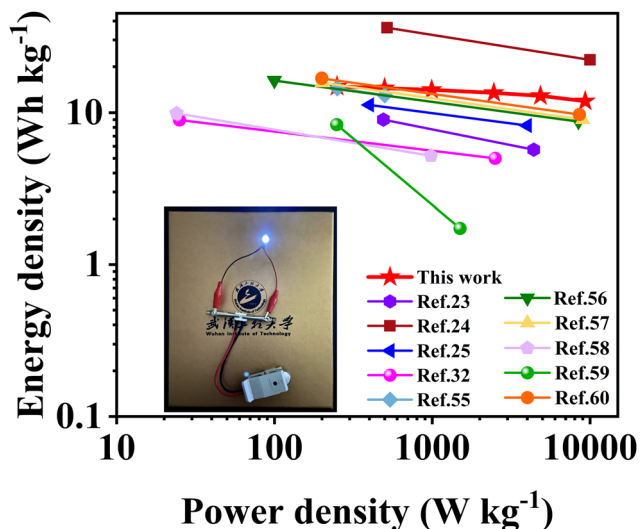 Energy density (Wh kg-1)
10
1
0.1
10
100
1000
10000
Power density (W kg-1)
This work
Ref.23
Ref.24
Ref.25
Ref.32
Ref.55
Ref.56
Ref.57
Ref.58
Ref.59
Ref.60
Wuhan Institute of Technology